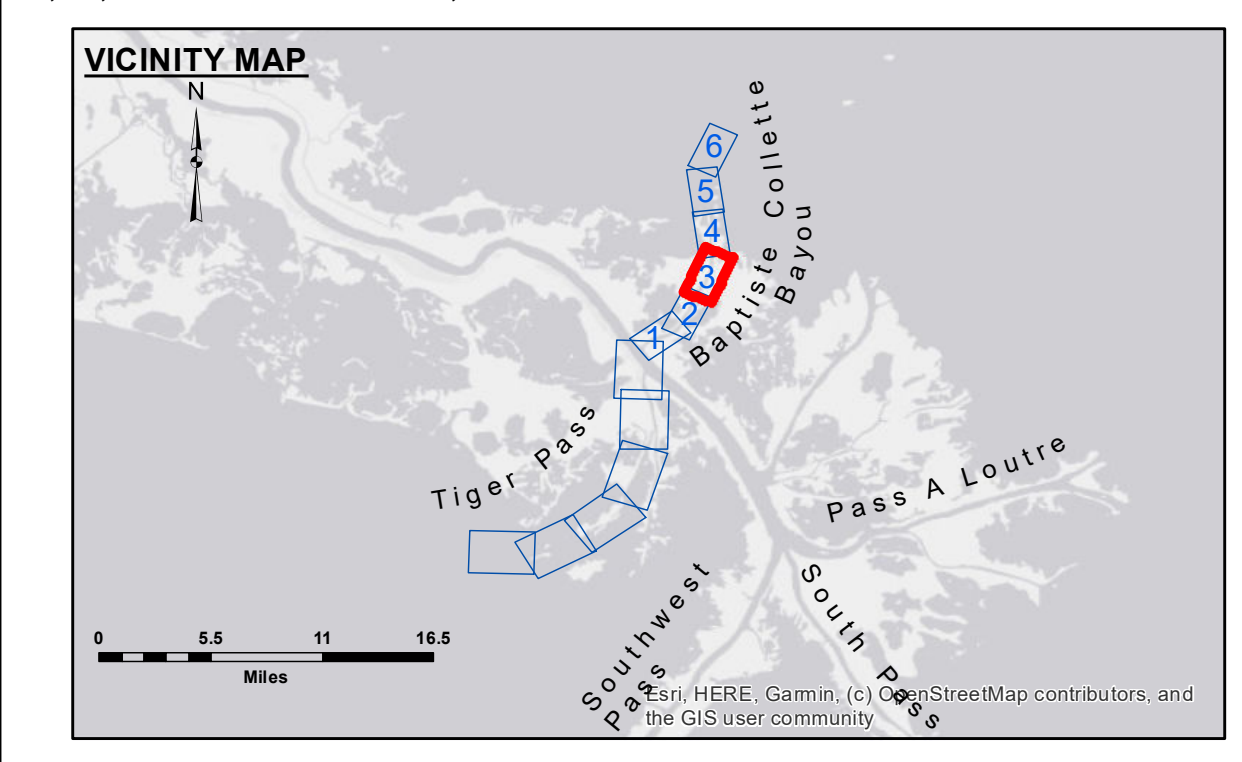 VICINITY MAP
N
6
5
4
3
2
1
Baptiste Collette
Bayou
Tiger Pass
Pass A Loutre
Southwest
Pass
South Pass
0 5.5 11 16.5
Miles
Esri, HERE, Garmin, (c) OpenStreetMap contributors, and
the GIS user community